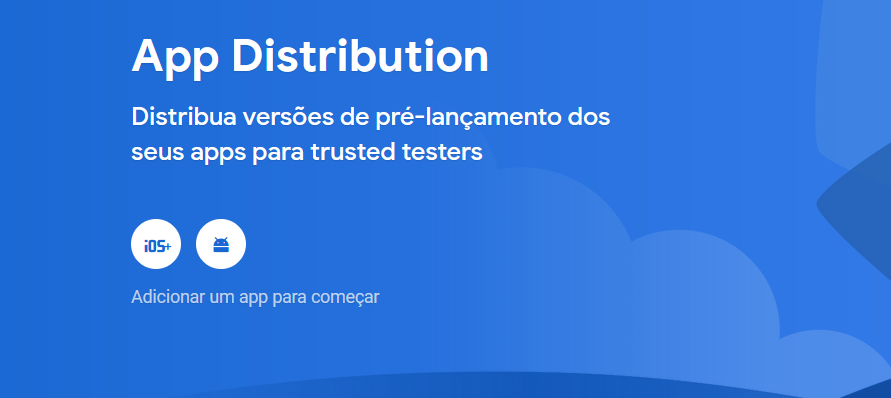 App Distribution
Distribua versões de pré-lançamento dos
seus apps para trusted testers
iOS+
Adicionar um app para começar